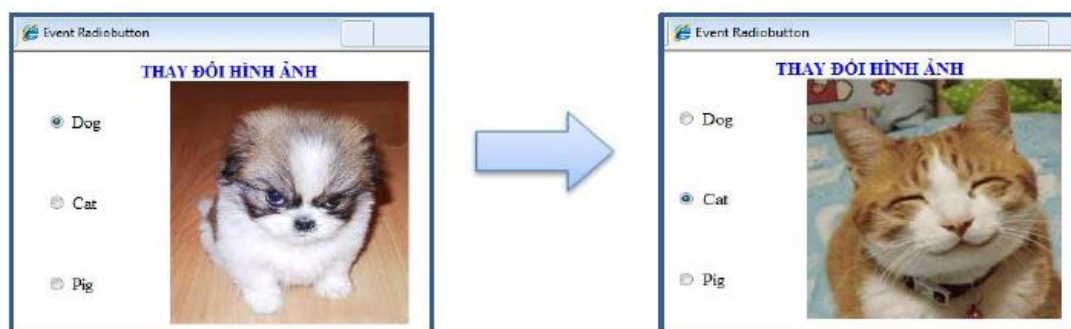 Event Radiobutton
THAY ĐỔI HÌNH ẢNH
Dog
Cat
Pig
Event Radiobutton
THAY ĐỔI HÌNH ẢNH
Dog
Cat
Pig